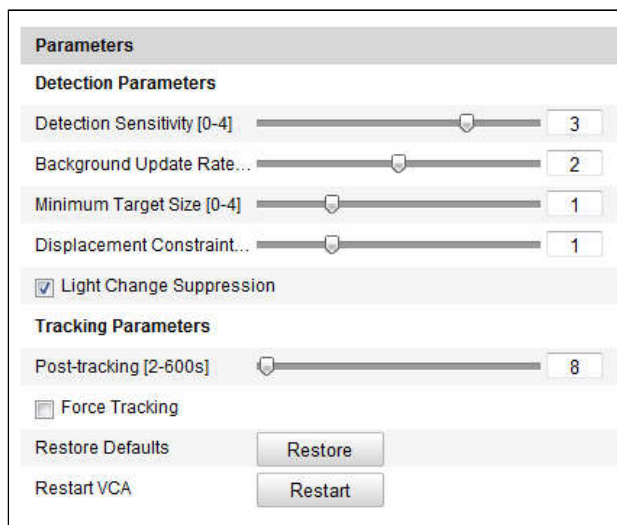 Parameters
Detection Parameters
Detection Sensitivity [0-4] 3
Background Update Rate... 2
Minimum Target Size [0-4] 1
Displacement Constraint... 1
Light Change Suppression
Tracking Parameters
Post-tracking [2-600s] 8
Force Tracking
Restore Defaults Restore
Restart VCA Restart